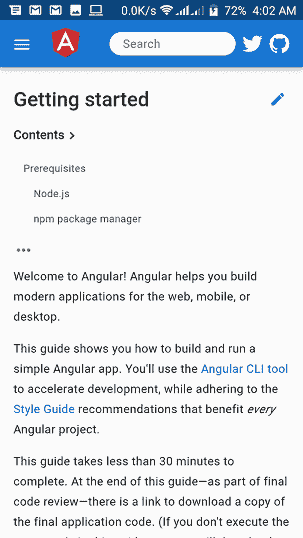 0.0K/s 72% 4:02 AM
A
Search
Getting started
Contents
Prerequisites
Node.js
npm package manager
Welcome to Angular! Angular helps you build
modern applications for the web, mobile, or
desktop.
This guide shows you how to build and run a
simple Angular app. You'll use the Angular CLI tool
to accelerate development, while adhering to the
Style Guide recommendations that benefit every
Angular project.
This guide takes less than 30 minutes to
complete. At the end of this guide—as part of final
code review—there is a link to download a copy of
the final application code. (If you don't execute the